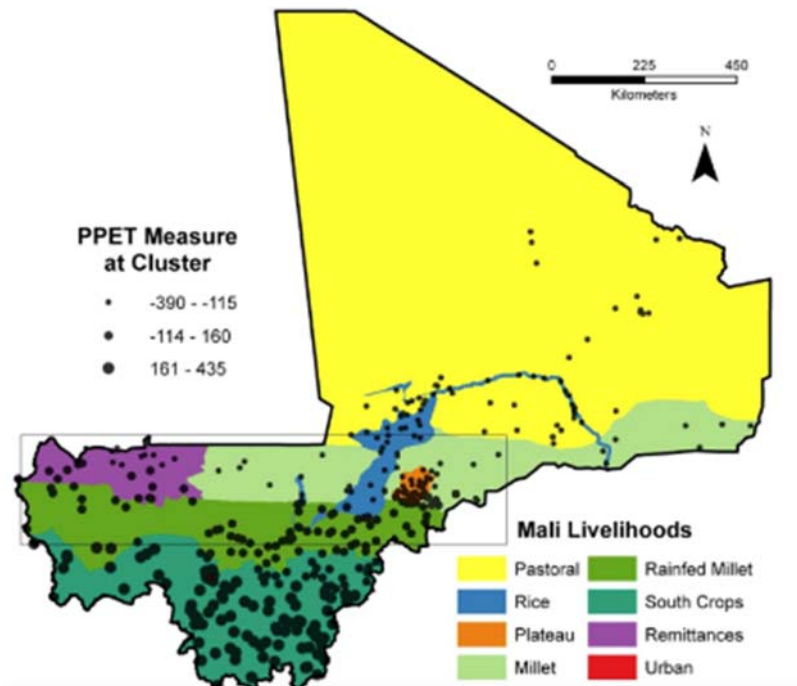 0 225 450
Kilometers
N
PPET Measure
at Cluster
-390 - -115
-114 - 160
161 - 435
Mali Livelihoods
Pastoral
Rainfed Millet
Rice
South Crops
Plateau
Remittances
Millet
Urban